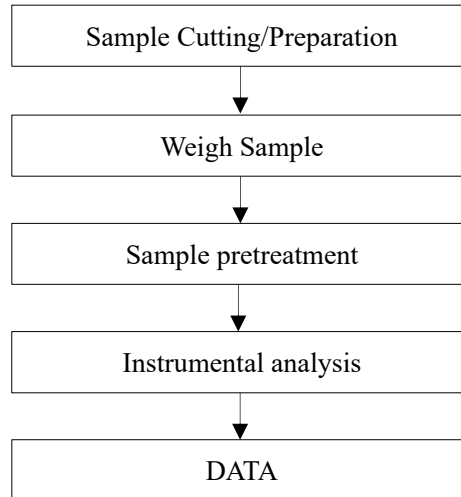 Sample Cutting/Preparation
Weigh Sample
Sample pretreatment
Instrumental analysis
DATA